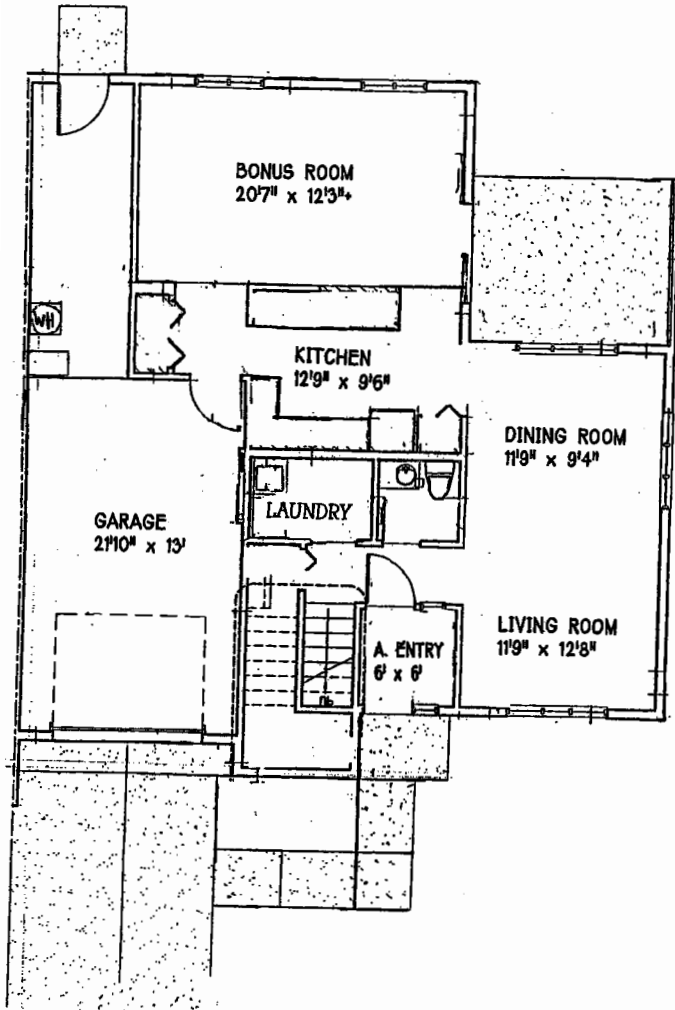 BONUS ROOM
20'7" x 12'3"+
WH
KITCHEN
12'9" x 9'6"
DINING ROOM
11'9" x 9'4"
LAUNDRY
GARAGE
21'10" x 13'
LIVING ROOM
11'9" x 12'8"
A. ENTRY
6' x 6'